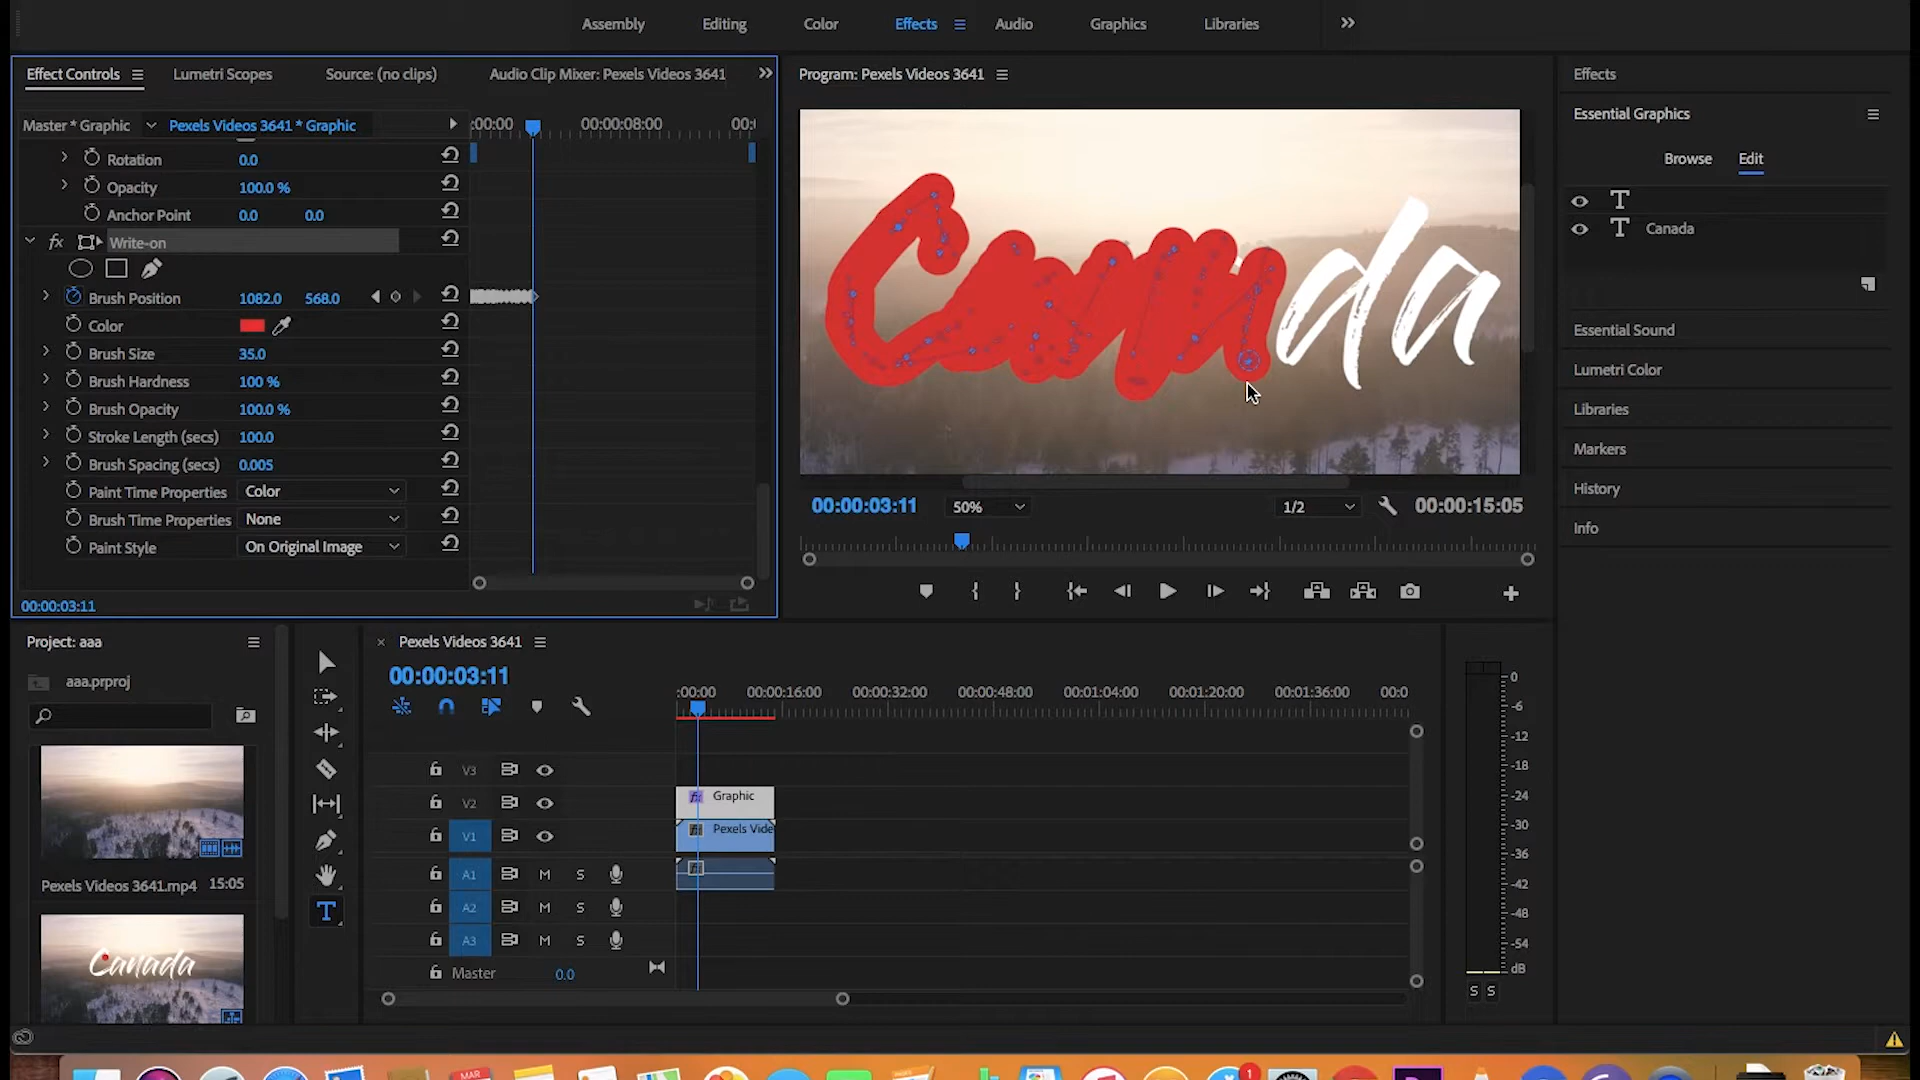 Assembly
Editing
Color
Effects
Audio
Graphics
Libraries
Effect Controls
Lumetri Scopes
Source: (no clips)
Audio Clip Mixer: Pexels Videos 3641
Program: Pexels Videos 3641
Effects
Master * Graphic
Pexels Videos 3641 * Graphic
:00:00
00:00:08:00
Essential Graphics
Browse
Edit
Rotation 0.0
Opacity 100.0 %
Anchor Point 0.0 0.0
Canada
fx Write-on
Brush Position 1082.0 568.0
Color
Brush Size 35.0
Brush Hardness 100 %
Brush Opacity 100.0 %
Stroke Length (secs) 100.0
Brush Spacing (secs) 0.005
Paint Time Properties Color
Brush Time Properties None
Paint Style On Original Image
00:00:03:11
Canada
00:00:03:11
50%
1/2
00:00:15:05
Essential Sound
Lumetri Color
Libraries
Markers
History
Info
Project: aaa
aaa.prproj
Pexels Videos 3641.mp4 15:05
Canada
Pexels Videos 3641
00:00:03:11
:00:00 00:00:16:00 00:00:32:00 00:00:48:00 00:01:04:00 00:01:20:00 00:01:36:00 00:0
V3
V2
Graphic
V1
Pexels Vide
A1 M S
A2 M S
A3 M S
Master 0.0
0
-6
-12
-18
-24
-30
-36
-42
-48
-54
dB
S S
MAR
1